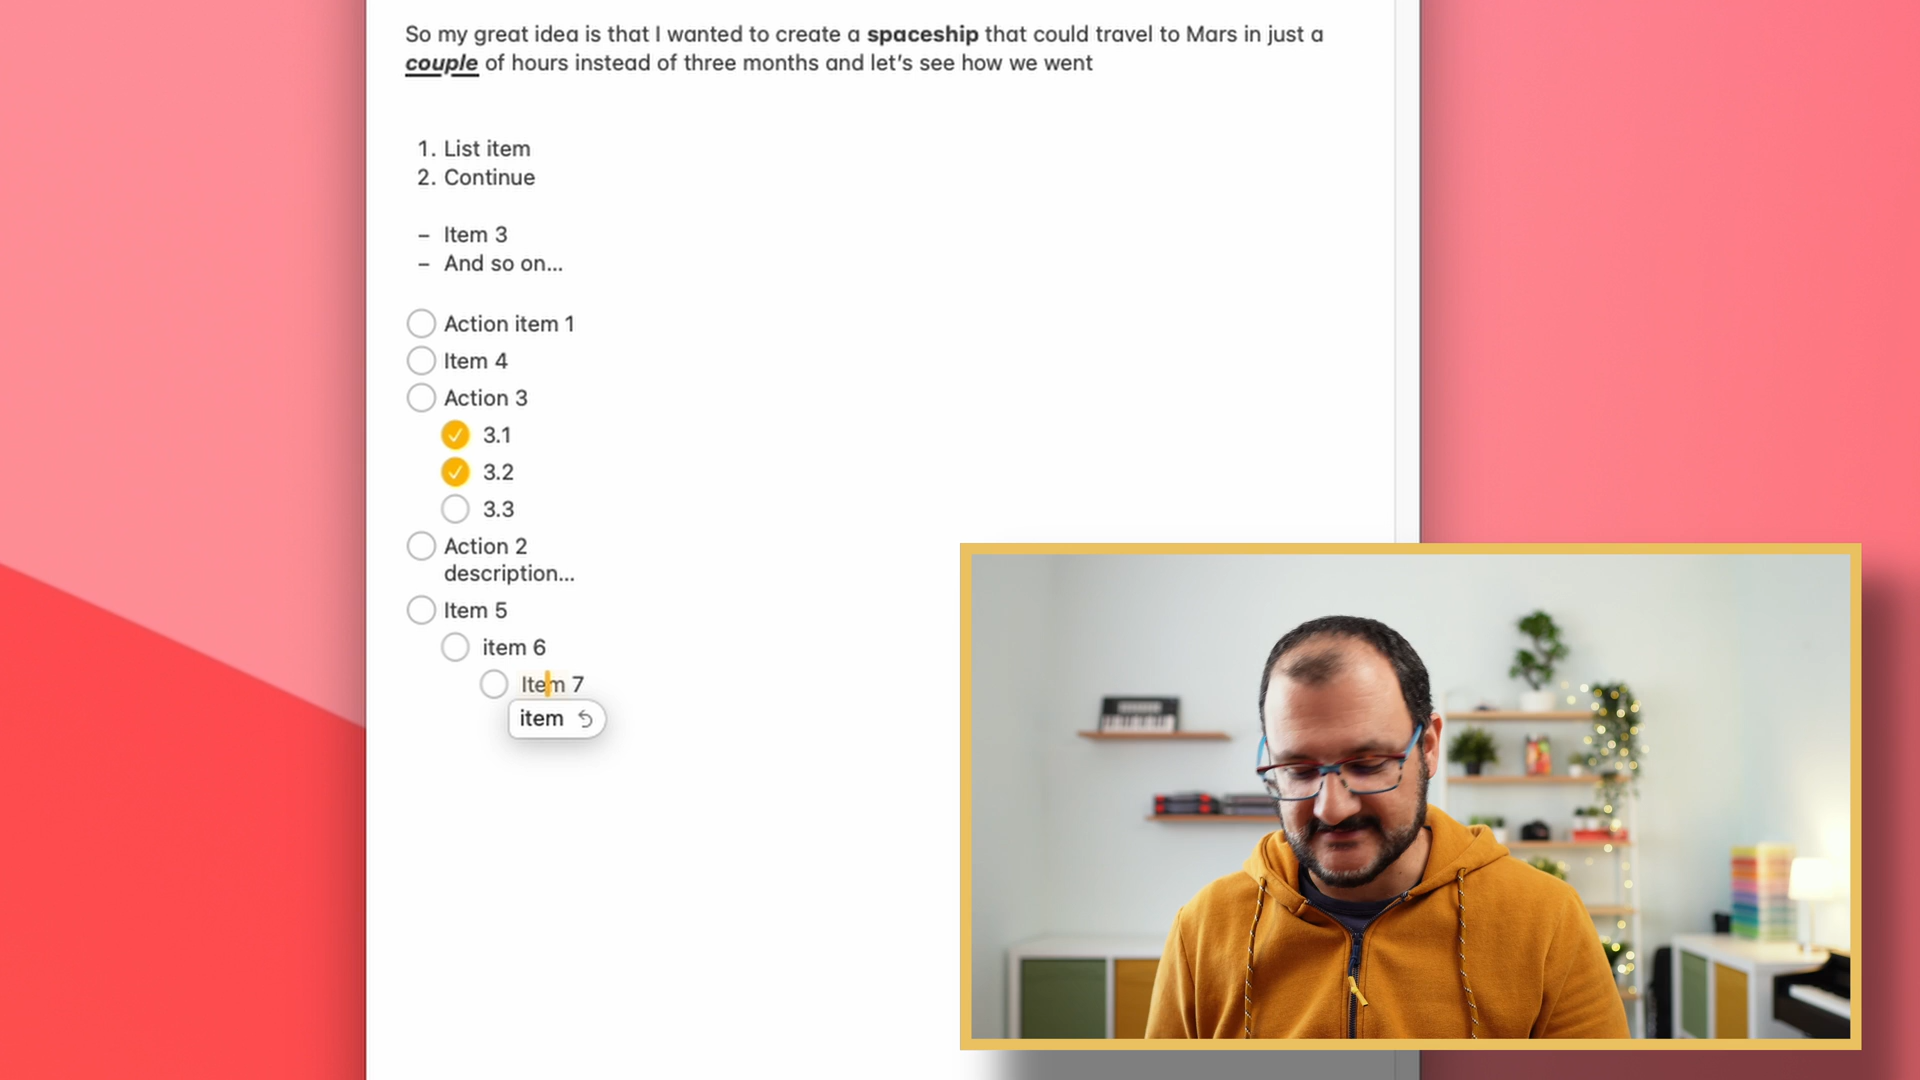 So my great idea is that I wanted to create a spaceship that could travel to Mars in just a
couple of hours instead of three months and let's see how we went
1. List item
2. Continue
– Item 3
– And so on...
Action item 1
Item 4
Action 3
3.1
3.2
3.3
Action 2
description...
Item 5
item 6
Item 7
item